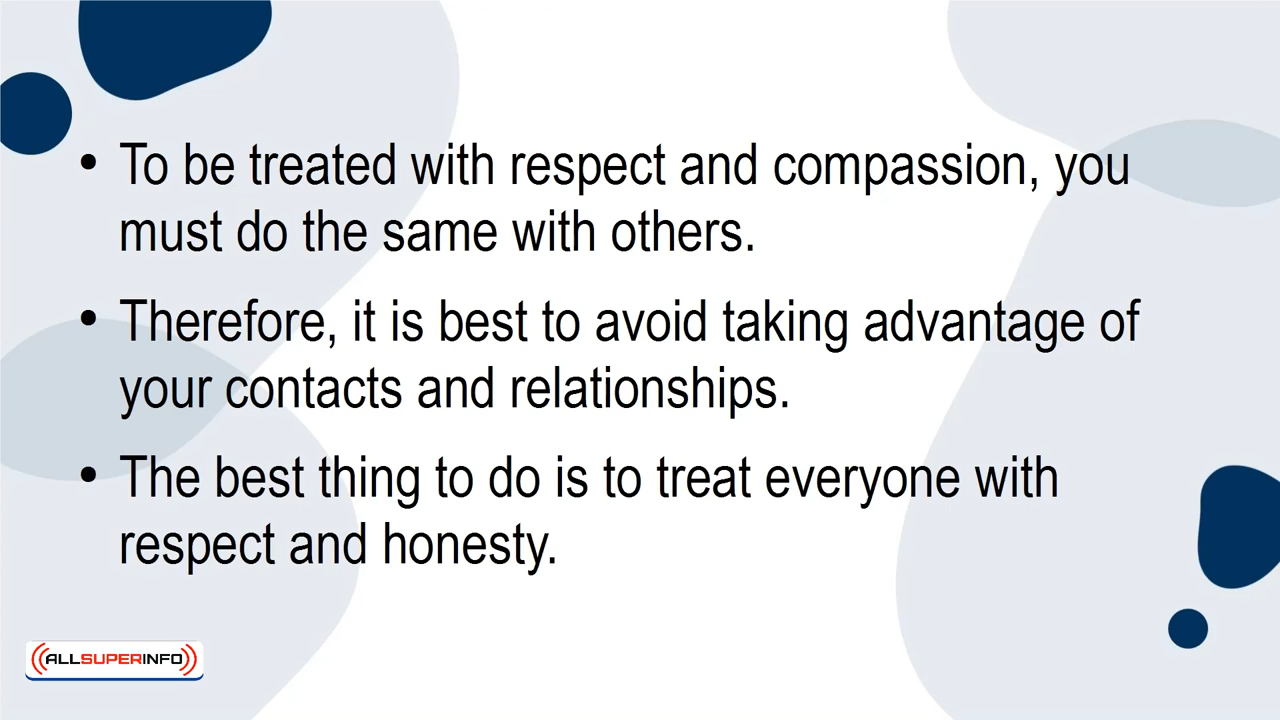 • To be treated with respect and compassion, you
must do the same with others.
• Therefore, it is best to avoid taking advantage of
your contacts and relationships.
• The best thing to do is to treat everyone with
respect and honesty.
ALLSUPERINFO